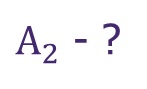 A₂ - ?